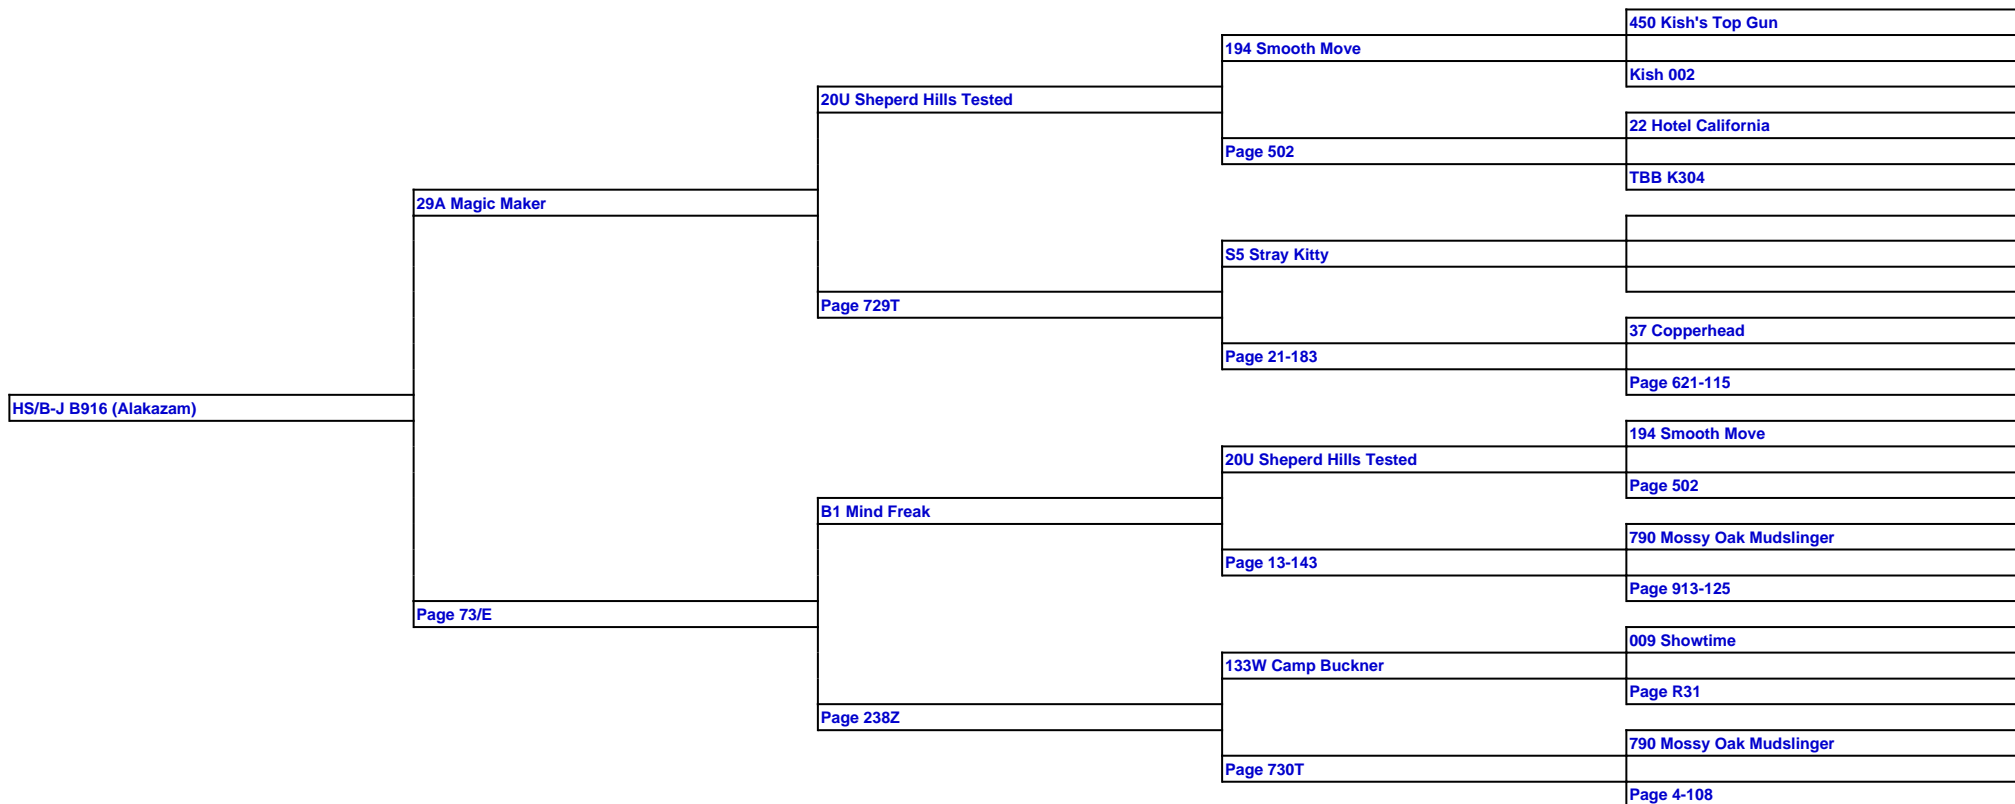 450 Kish's Top Gun
194 Smooth Move
Kish 002
20U Sheperd Hills Tested
22 Hotel California
Page 502
TBB K304
29A Magic Maker
S5 Stray Kitty
Page 729T
37 Copperhead
Page 21-183
Page 621-115
HS/B-J B916 (Alakazam)
194 Smooth Move
20U Sheperd Hills Tested
Page 502
B1 Mind Freak
790 Mossy Oak Mudslinger
Page 13-143
Page 913-125
Page 73/E
009 Showtime
133W Camp Buckner
Page R31
Page 238Z
790 Mossy Oak Mudslinger
Page 730T
Page 4-108